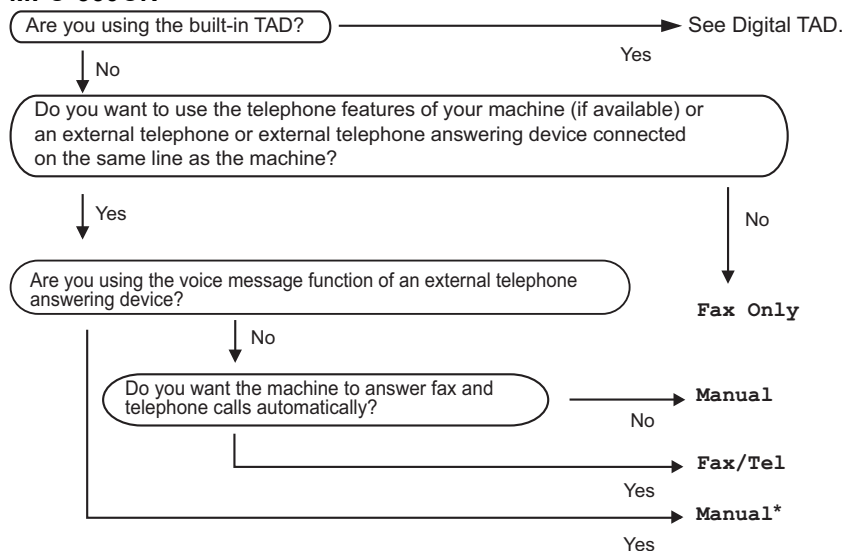 Are you using the built-in TAD?
See Digital TAD.
Yes
No
Do you want to use the telephone features of your machine (if available) or
an external telephone or external telephone answering device connected
on the same line as the machine?
Yes
No
Are you using the voice message function of an external telephone
answering device?
Fax Only
No
Do you want the machine to answer fax and
telephone calls automatically?
Manual
No
Fax/Tel
Yes
Manual*
Yes